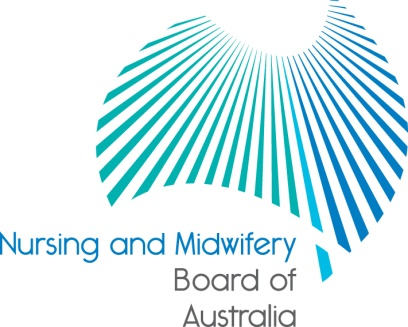 Nursing and Midwifery
Board of
Australia